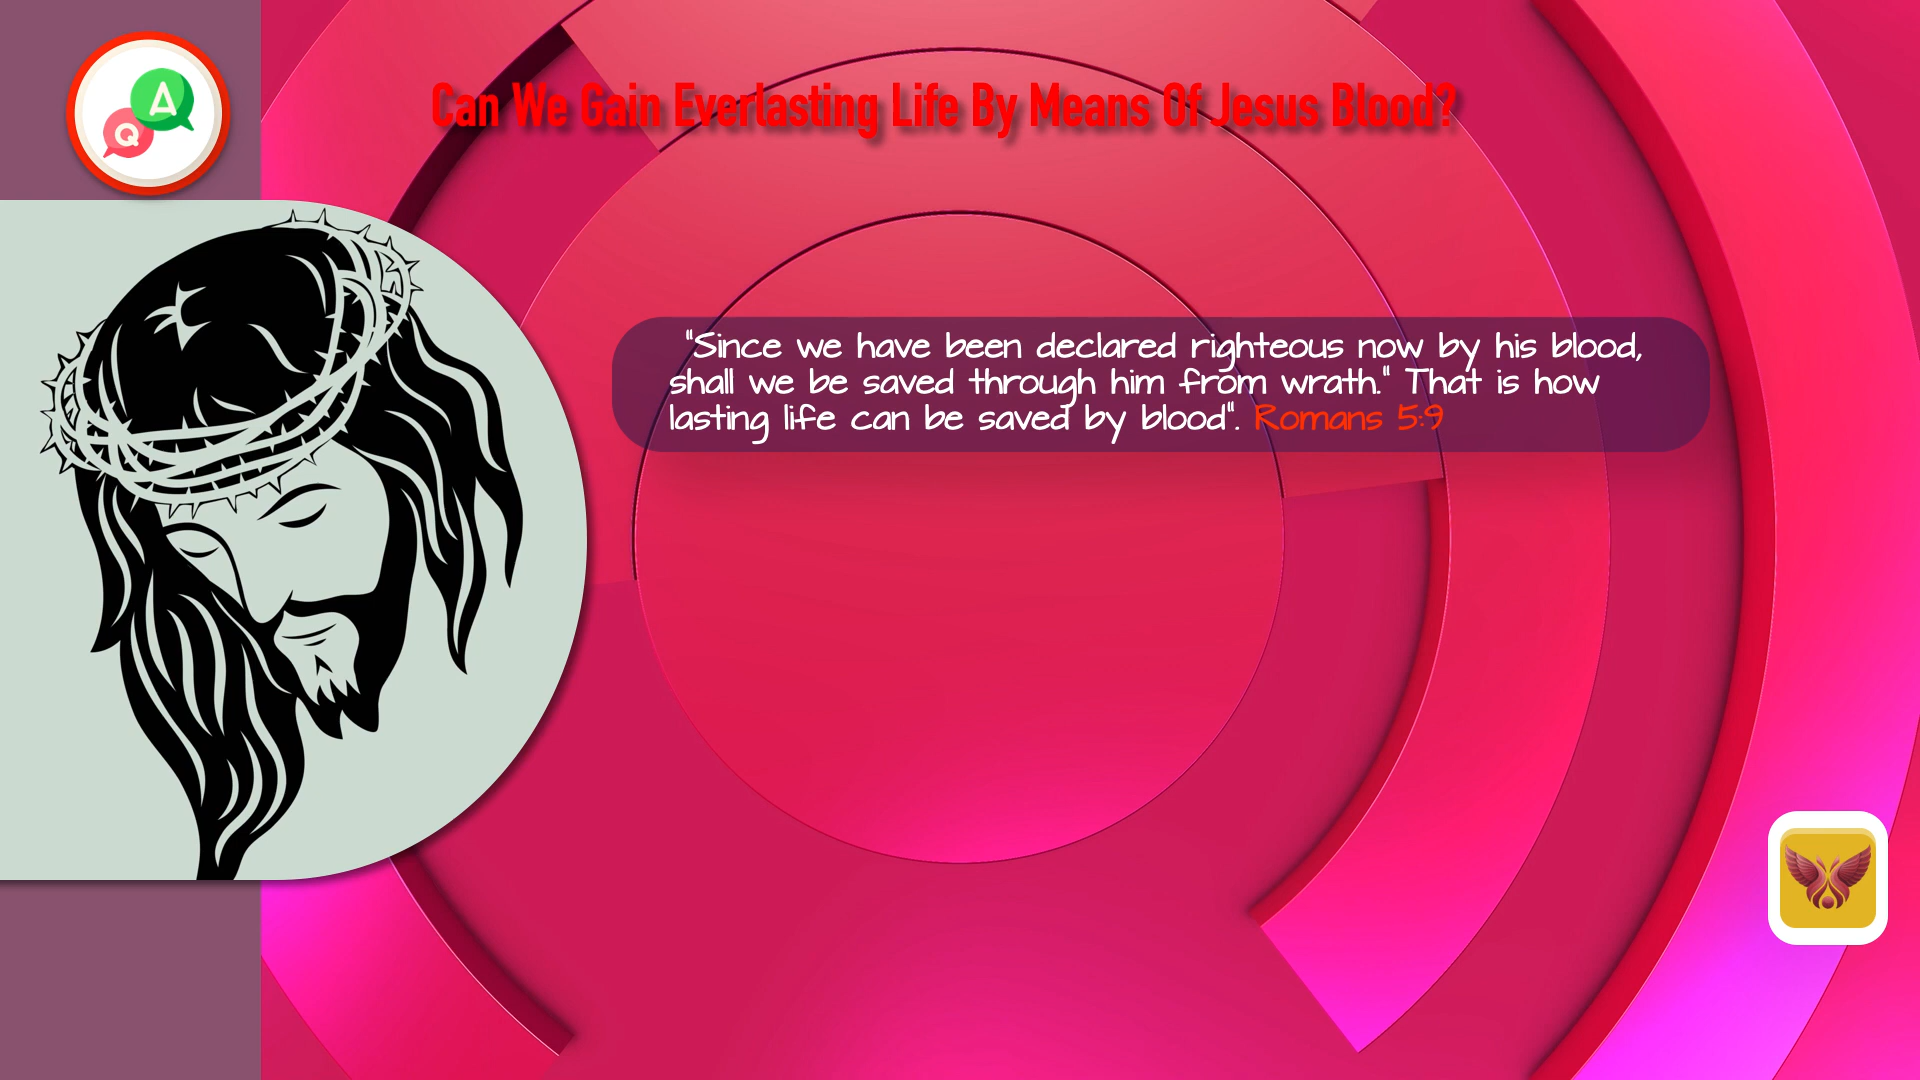 A
Q
Can We Gain Everlasting Life By Means Of Jesus Blood?
"Since we have been declared righteous now by his blood,
shall we be saved through him from wrath." That is how
lasting life can be saved by blood". Romans 5:9